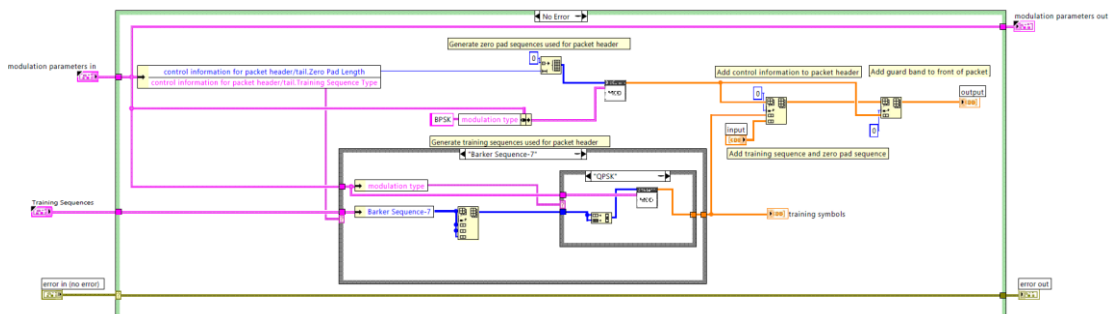 No Error
modulation parameters out
Generate zero pad sequences used for packet header
modulation parameters in
0
control information for packet header/tail.Zero Pad Length
control information for packet header/tail.Training Sequence Type
Add control information to packet header
Add guard band to front of packet
MOD
0
output
BPSK
modulation type
0
input
Generate training sequences used for packet header
Add training sequence and zero pad sequence
"Barker Sequence-7"
"QPSK"
modulation type
MOD
Training Sequences
Barker Sequence-7
training symbols
error in (no error)
error out